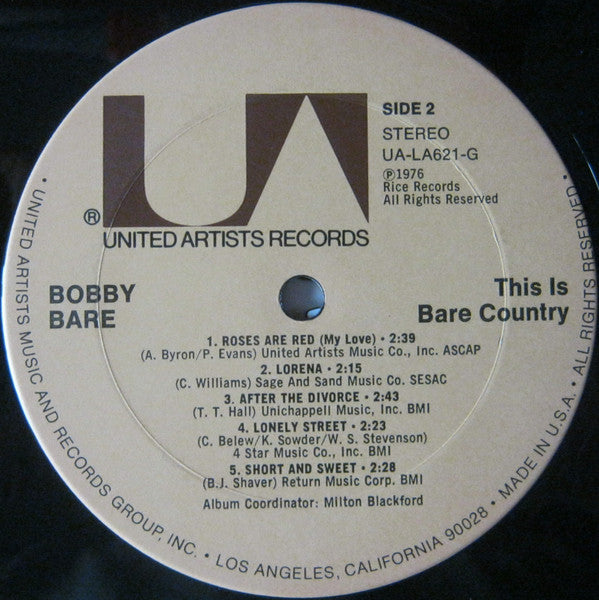 UA
®
UNITED ARTISTS RECORDS
SIDE 2
STEREO
UA-LA621-G
℗1976
Rice Records
All Rights Reserved
BOBBY
BARE
This Is
Bare Country
1. ROSES ARE RED (My Love) • 2:39
(A. Byron/P. Evans) United Artists Music Co., Inc. ASCAP
2. LORENA • 2:15
(C. Williams) Sage And Sand Music Co. SESAC
3. AFTER THE DIVORCE • 2:43
(T. T. Hall) Unichappell Music, Inc. BMI
4. LONELY STREET • 2:23
(C. Belew/K. Sowder/W. S. Stevenson)
4 Star Music Co., Inc. BMI
5. SHORT AND SWEET • 2:28
(B.J. Shaver) Return Music Corp. BMI
Album Coordinator: Milton Blackford
• UNITED ARTISTS MUSIC AND RECORDS GROUP, INC. • LOS ANGELES, CALIFORNIA 90028 • MADE IN U.S.A. • ALL RIGHTS RESERVED •